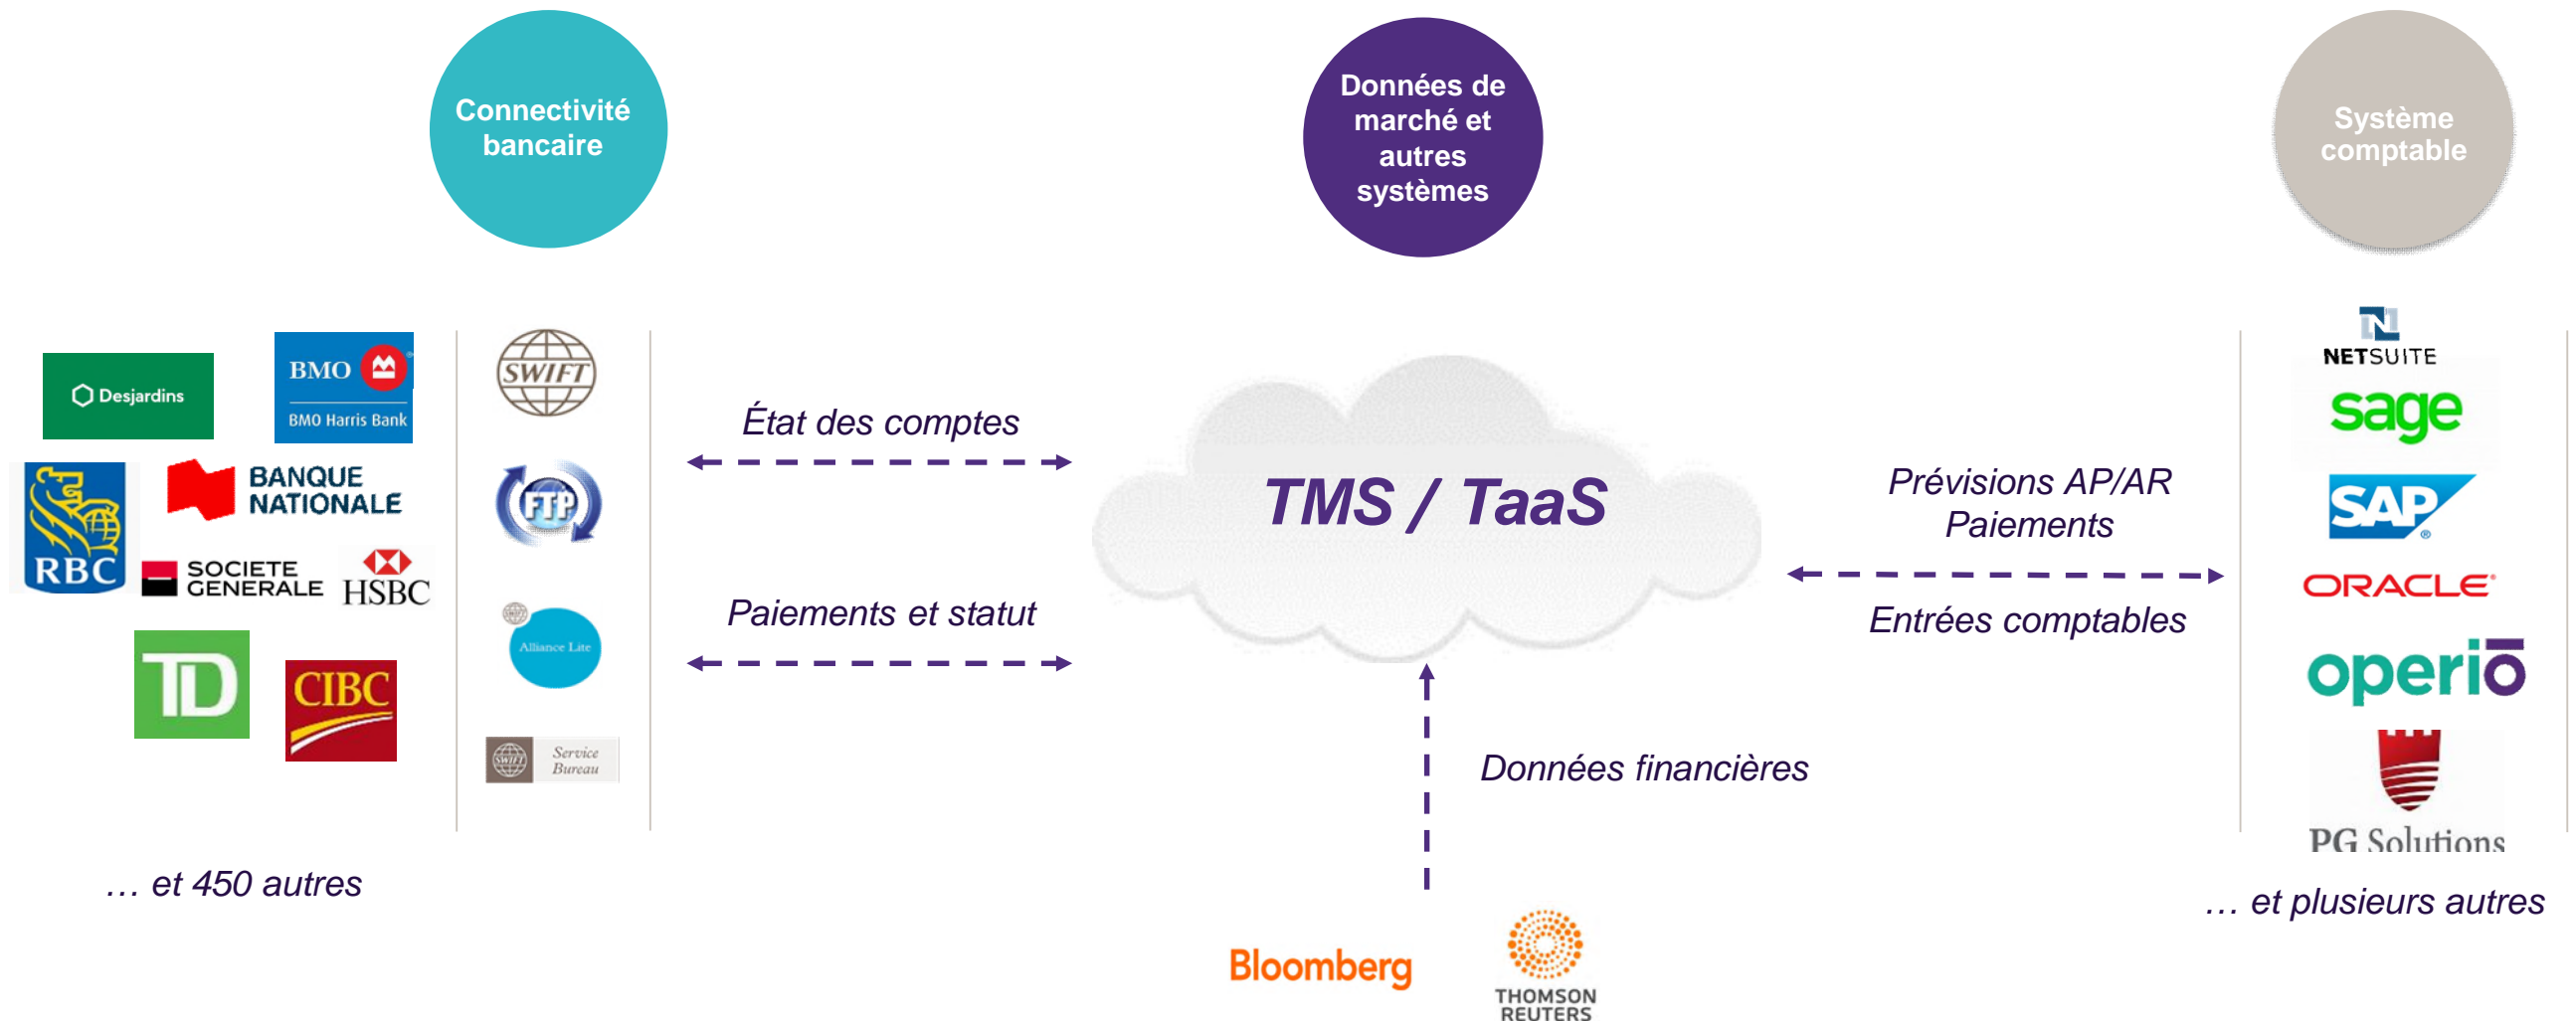 Connectivité
bancaire
Données de
marché et
autres
systèmes
Système
comptable
Desjardins
BMO
BMO Harris Bank
RBC
BANQUE
NATIONALE
SOCIETE
GENERALE
HSBC
TD
CIBC
… et 450 autres
SWIFT
FTP
Alliance Lite
SWIFT
Service
Bureau
État des comptes
Paiements et statut
TMS / TaaS
Données financières
Bloomberg
THOMSON
REUTERS
Prévisions AP/AR
Paiements
Entrées comptables
N
NETSUITE
sage
SAP
®
ORACLE
operio
PG Solutions
… et plusieurs autres